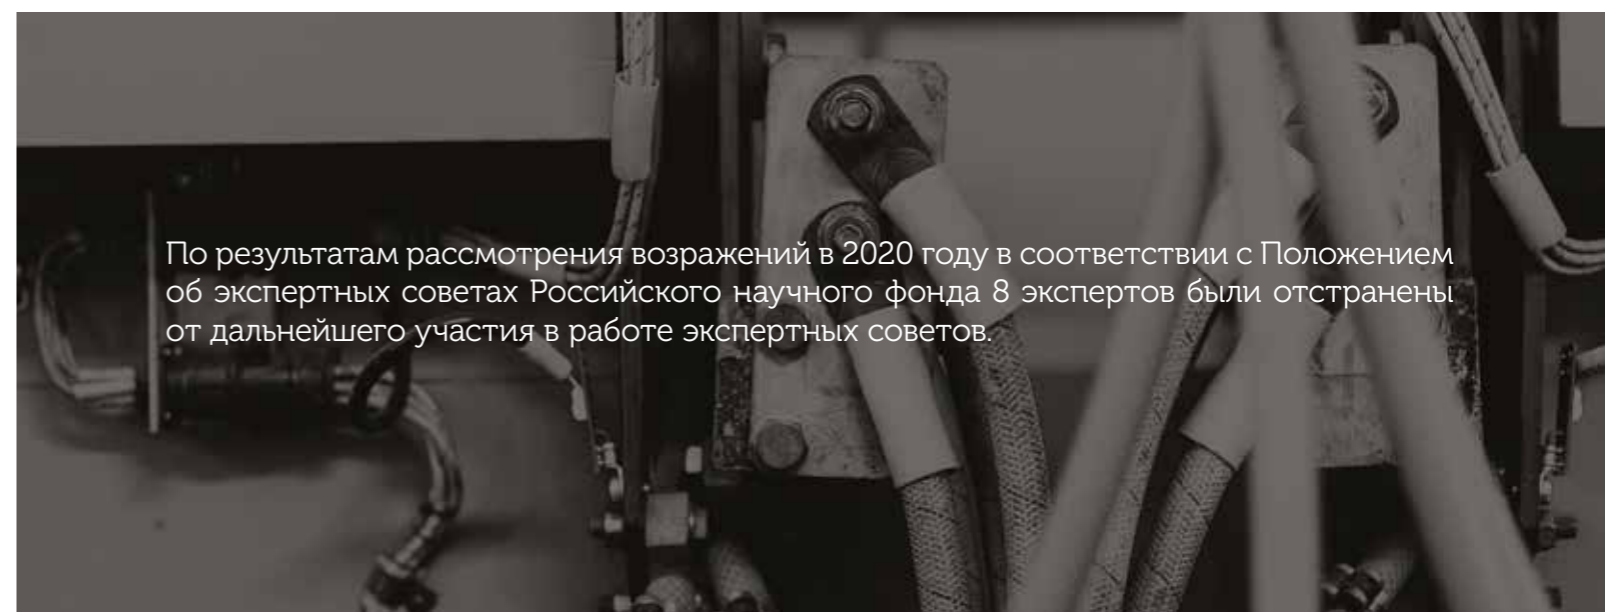 По результатам рассмотрения возражений в 2020 году в соответствии с Положением
об экспертных советах Российского научного фонда 8 экспертов были отстранены
от дальнейшего участия в работе экспертных советов.